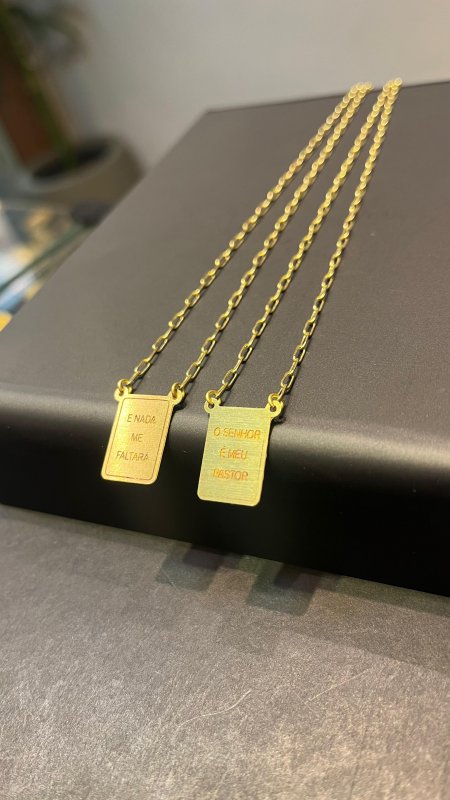 E NADA
ME
FALTARÁ
O SENHOR
É MEU
PASTOR